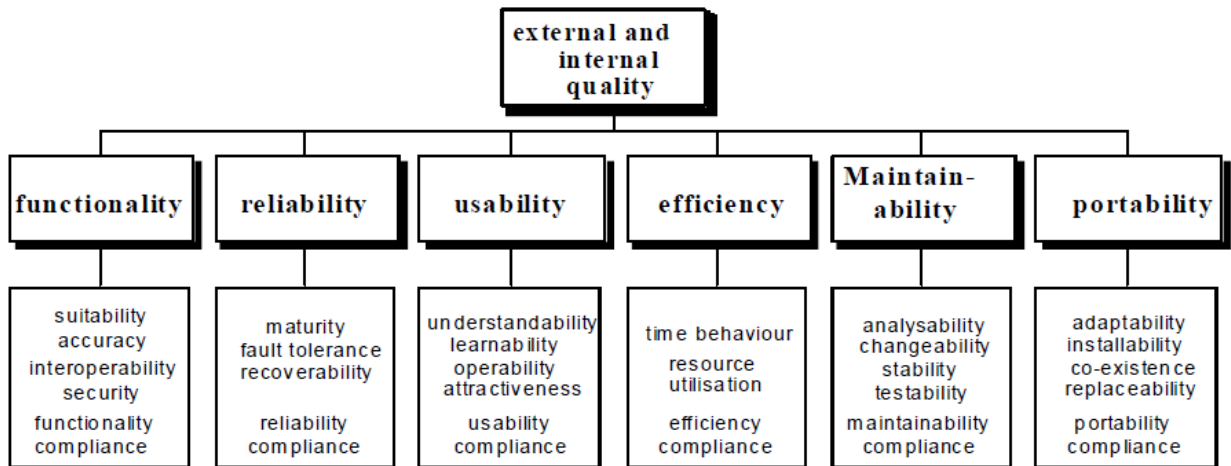 external and
internal
quality
functionality
reliability
usability
efficiency
Maintain-
ability
portability
suitability
accuracy
interoperability
security
functionality
compliance
maturity
fault tolerance
recoverability
reliability
compliance
understandability
learnability
operability
attractiveness
usability
compliance
time behaviour
resource
utilisation
efficiency
compliance
analysability
changeability
stability
testability
maintainability
compliance
adaptability
installability
co-existence
replaceability
portability
compliance